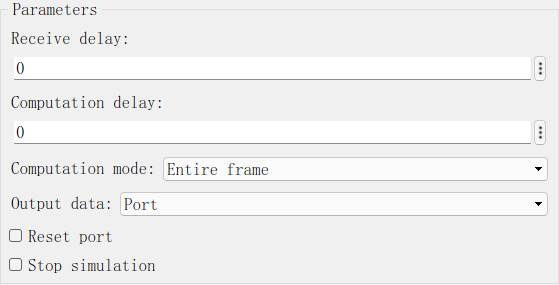 Parameters
Receive delay:
0
Computation delay:
0
Computation mode: Entire frame
Output data: Port
Reset port
Stop simulation